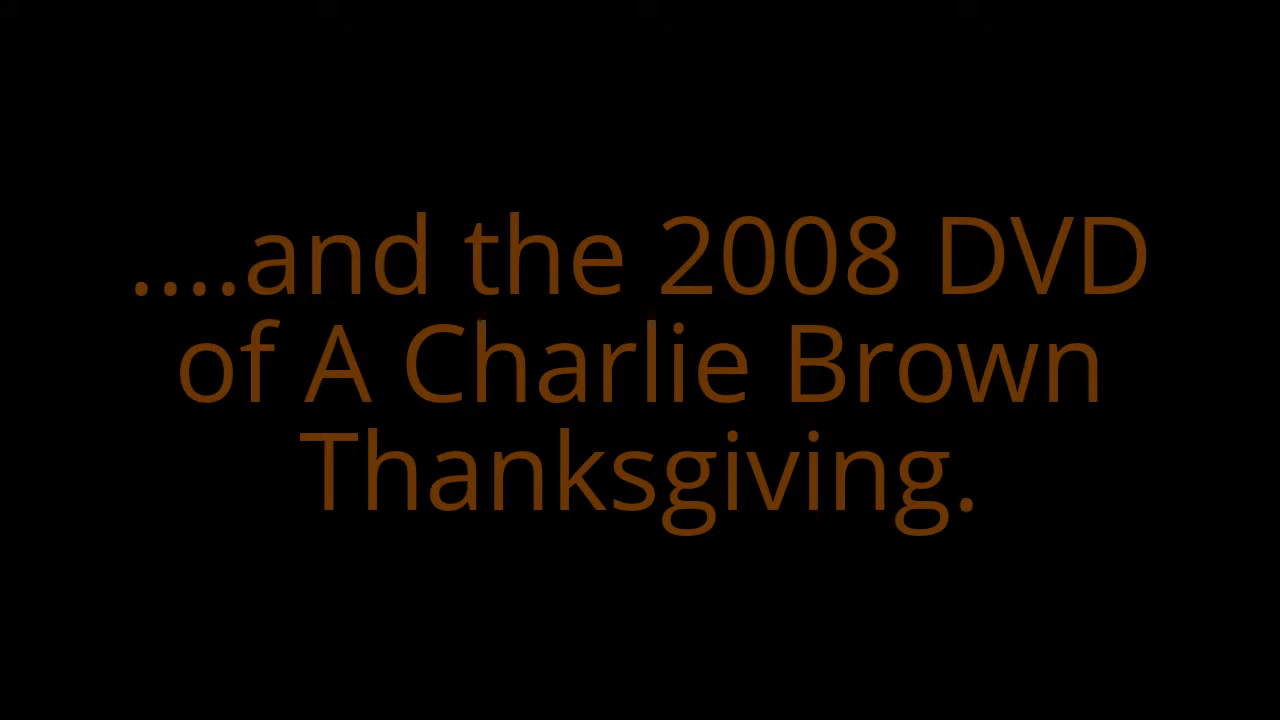 ....and the 2008 DVD
of A Charlie Brown
Thanksgiving.